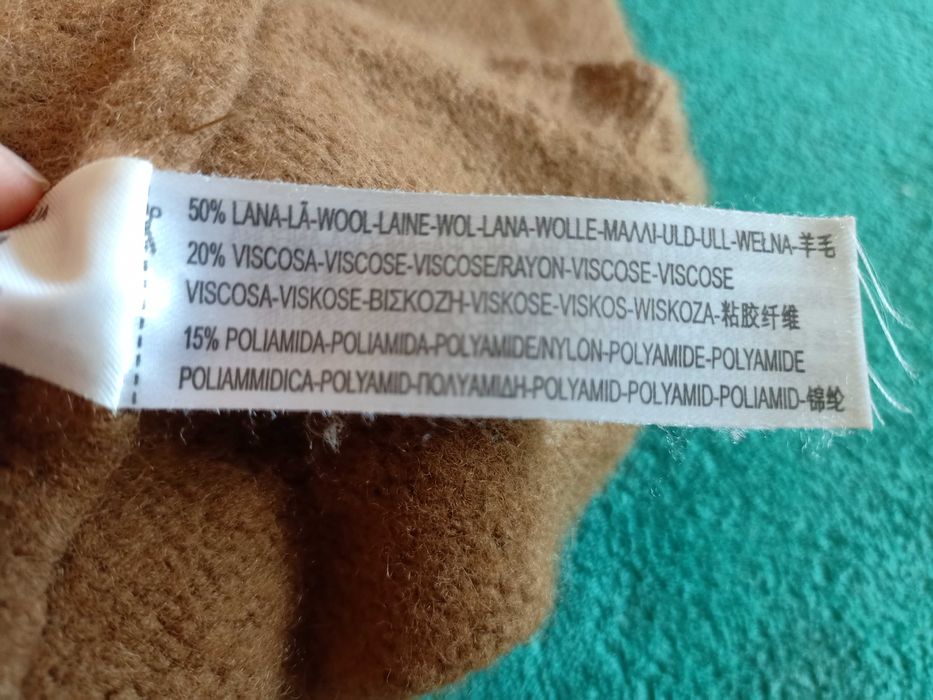 50% LANA-LÃ-WOOL-LAINE-WOL-LANA-WOLLE-ΜΑΛΛΙ-ULD-ULL-WEŁNA-羊毛
20% VISCOSA-VISCOSE-VISCOSE/RAYON-VISCOSE-VISCOSE
VISCOSA-VISKOSE-ΒΙΣΚΟΖΗ-VISKOSE-VISKOS-WISKOZA-粘胶纤维
15% POLIAMIDA-POLIAMIDA-POLYAMIDE/NYLON-POLYAMIDE-POLYAMIDE
POLIAMMIDICA-POLYAMID-ΠΟΛΥΑΜΙΔΗ-POLYAMID-POLYAMID-POLIAMID-锦纶